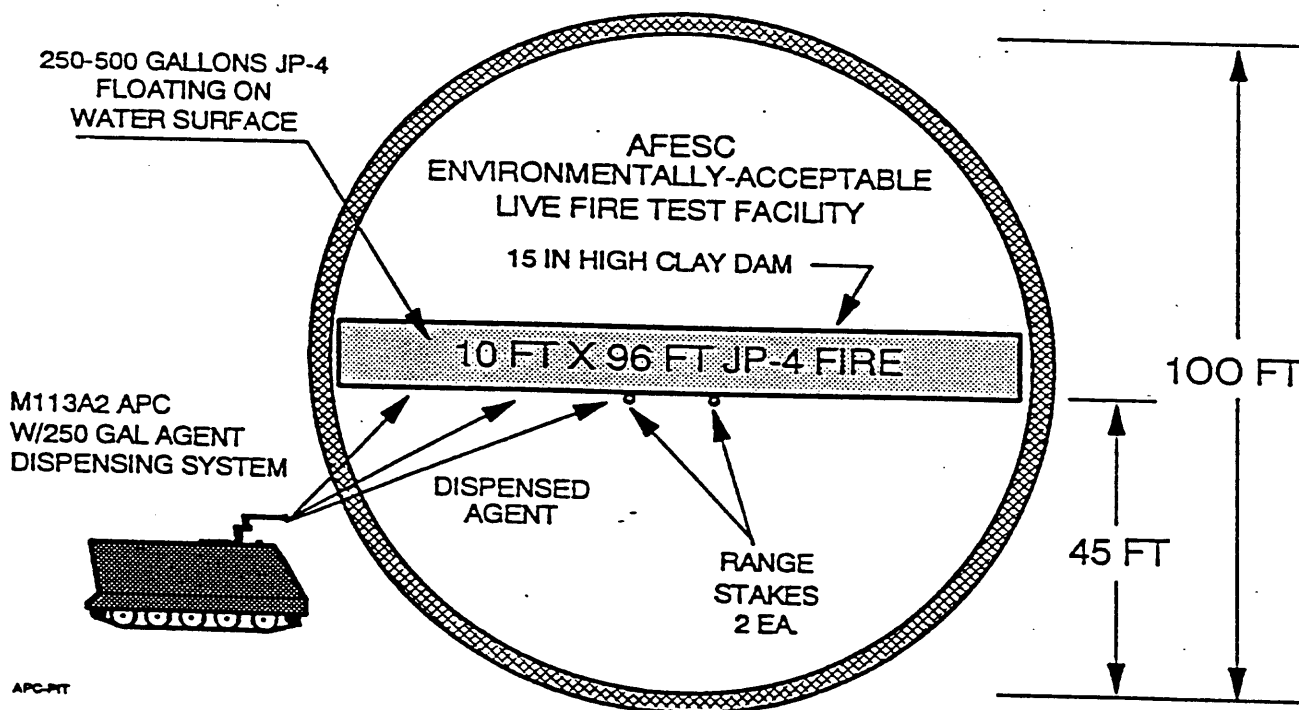 250-500 GALLONS JP-4
FLOATING ON
WATER SURFACE
AFESC
ENVIRONMENTALLY-ACCEPTABLE
LIVE FIRE TEST FACILITY
15 IN HIGH CLAY DAM
10 FT X 96 FT JP-4 FIRE
100 FT
M113A2 APC
W/250 GAL AGENT
DISPENSING SYSTEM
DISPENSED
AGENT
RANGE
STAKES
2 EA.
45 FT
APC-PIT